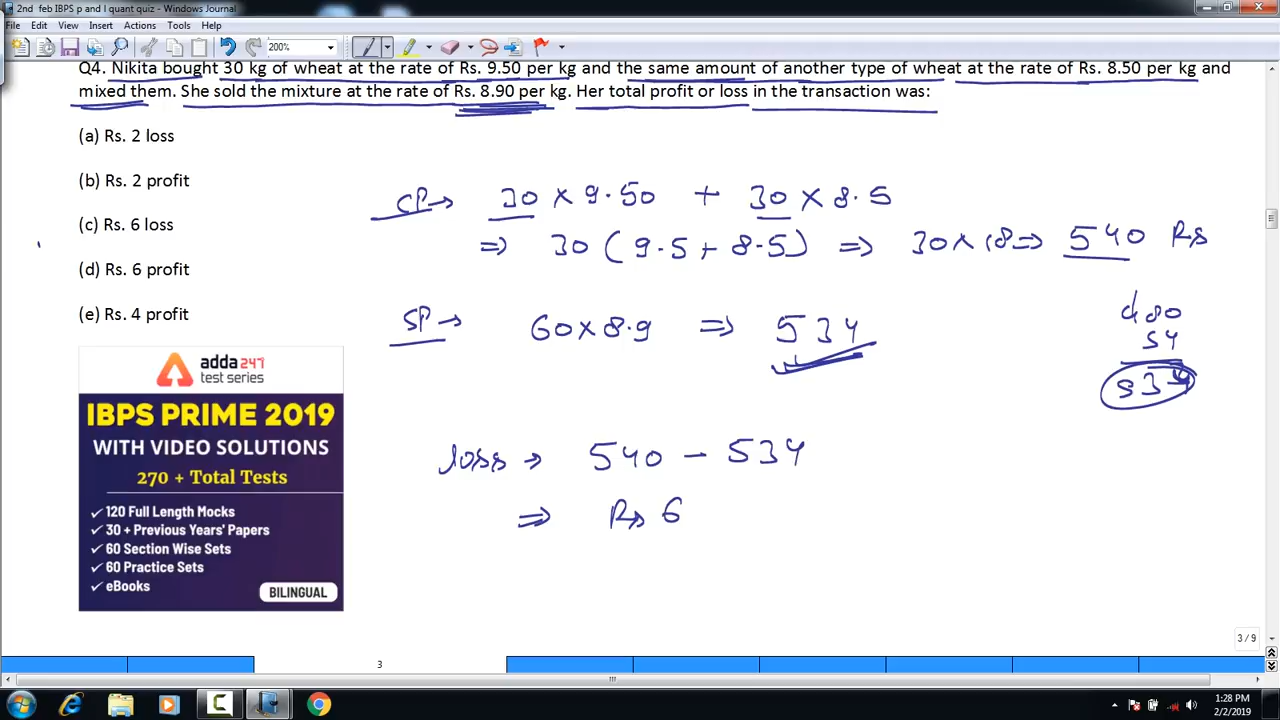 2nd feb IBPS p and I quant quiz - Windows Journal
File Edit View Insert Actions Tools Help
200%
Q4. Nikita bought 30 kg of wheat at the rate of Rs. 9.50 per kg and the same amount of another type of wheat at the rate of Rs. 8.50 per kg and
mixed them. She sold the mixture at the rate of Rs. 8.90 per kg. Her total profit or loss in the transaction was:
(a) Rs. 2 loss
(b) Rs. 2 profit
(c) Rs. 6 loss
(d) Rs. 6 profit
(e) Rs. 4 profit
CP → 30 × 9.50 + 30 × 8.5
⇒ 30 (9.5 + 8.5) ⇒ 30×18 ⇒ 540 Rs
SP → 60×8.9 ⇒ 534
480
54
534
loss → 540 - 534
⇒ Rs 6
adda247
test series
IBPS PRIME 2019
WITH VIDEO SOLUTIONS
270 + Total Tests
✓ 120 Full Length Mocks
✓ 30 + Previous Years' Papers
✓ 60 Section Wise Sets
✓ 60 Practice Sets
✓ eBooks
BILINGUAL
3 / 9
3
1:28 PM
2/2/2019